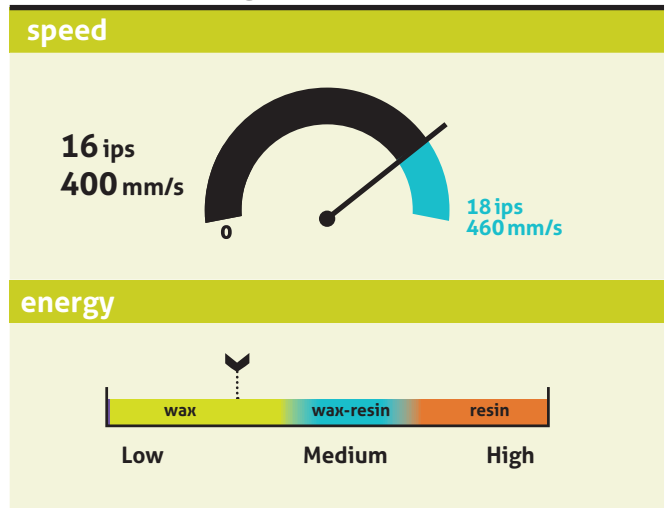 speed
16 ips
400 mm/s
0
18 ips
460 mm/s
energy
wax wax-resin resin
Low Medium High